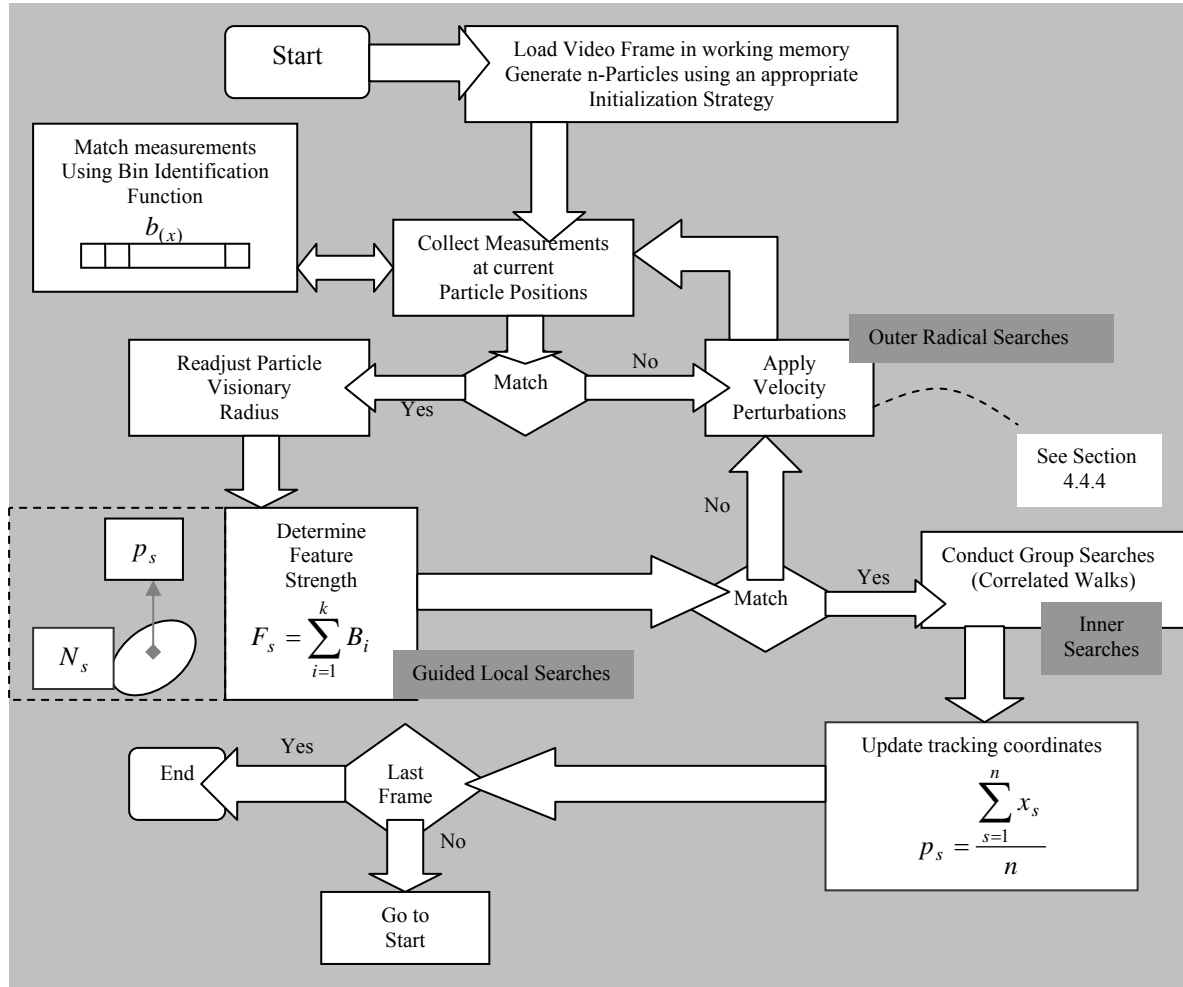 Start
Load Video Frame in working memory
Generate n-Particles using an appropriate
Initialization Strategy
Match measurements
Using Bin Identification
Function
b(x)
Collect Measurements
at current
Particle Positions
Outer Radical Searches
Readjust Particle
Visionary
Radius
Yes
Match
No
Apply
Velocity
Perturbations
See Section
4.4.4
No
p_s
N_s
Determine
Feature
Strength
F_s = \sum_{i=1}^{k} B_i
Guided Local Searches
Match
Yes
Conduct Group Searches
(Correlated Walks)
Inner
Searches
Update tracking coordinates
p_s = \frac{\sum_{s=1}^{n} x_s}{n}
Last
Frame
Yes
End
No
Go to
Start